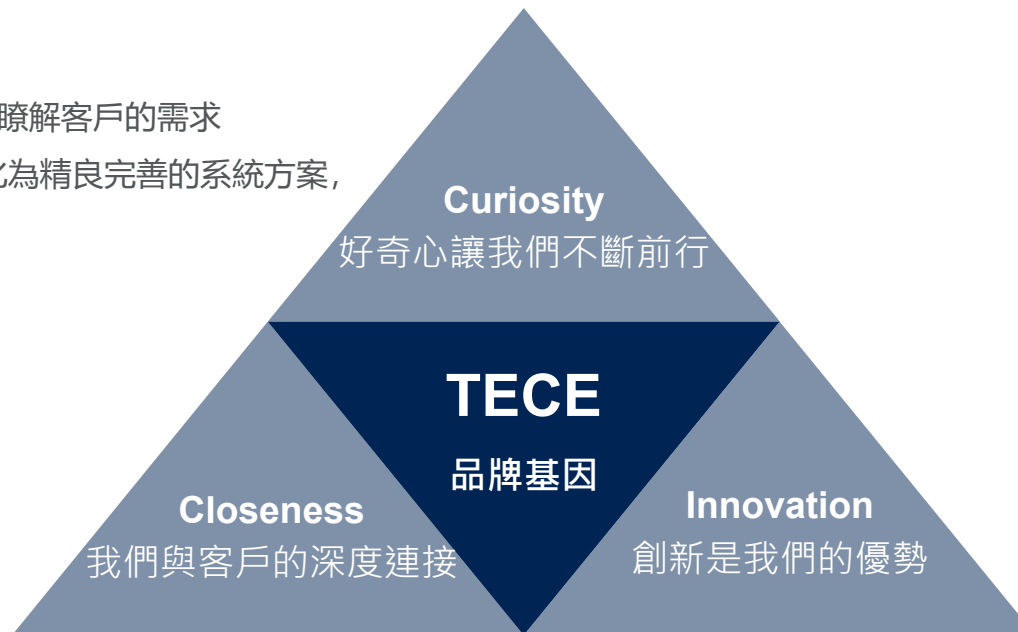 瞭解客戶的需求
化為精良完善的系統方案,
Curiosity
好奇心讓我們不斷前行
TECE
品牌基因
Closeness
我們與客戶的深度連接
Innovation
創新是我們的優勢